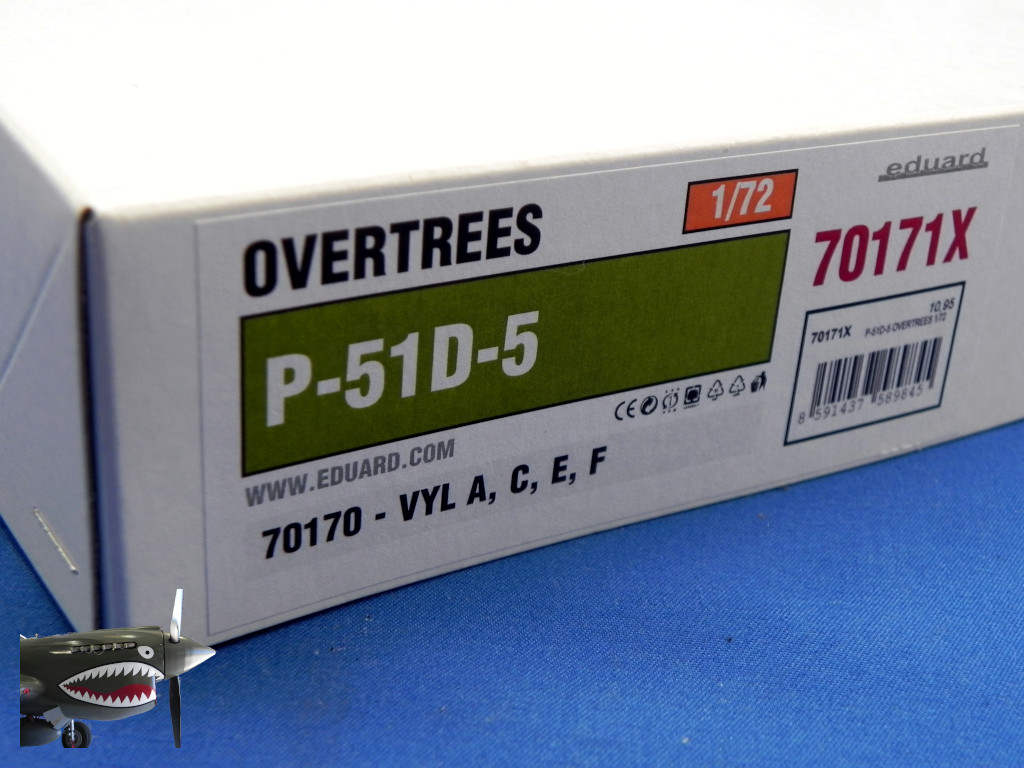 eduard
OVERTREES
1/72
70171X
P-51D-5
10.95
70171X P-51D-5 OVERTREES 1/72
8 591437 589845
WWW.EDUARD.COM
70170 - VYL A, C, E, F